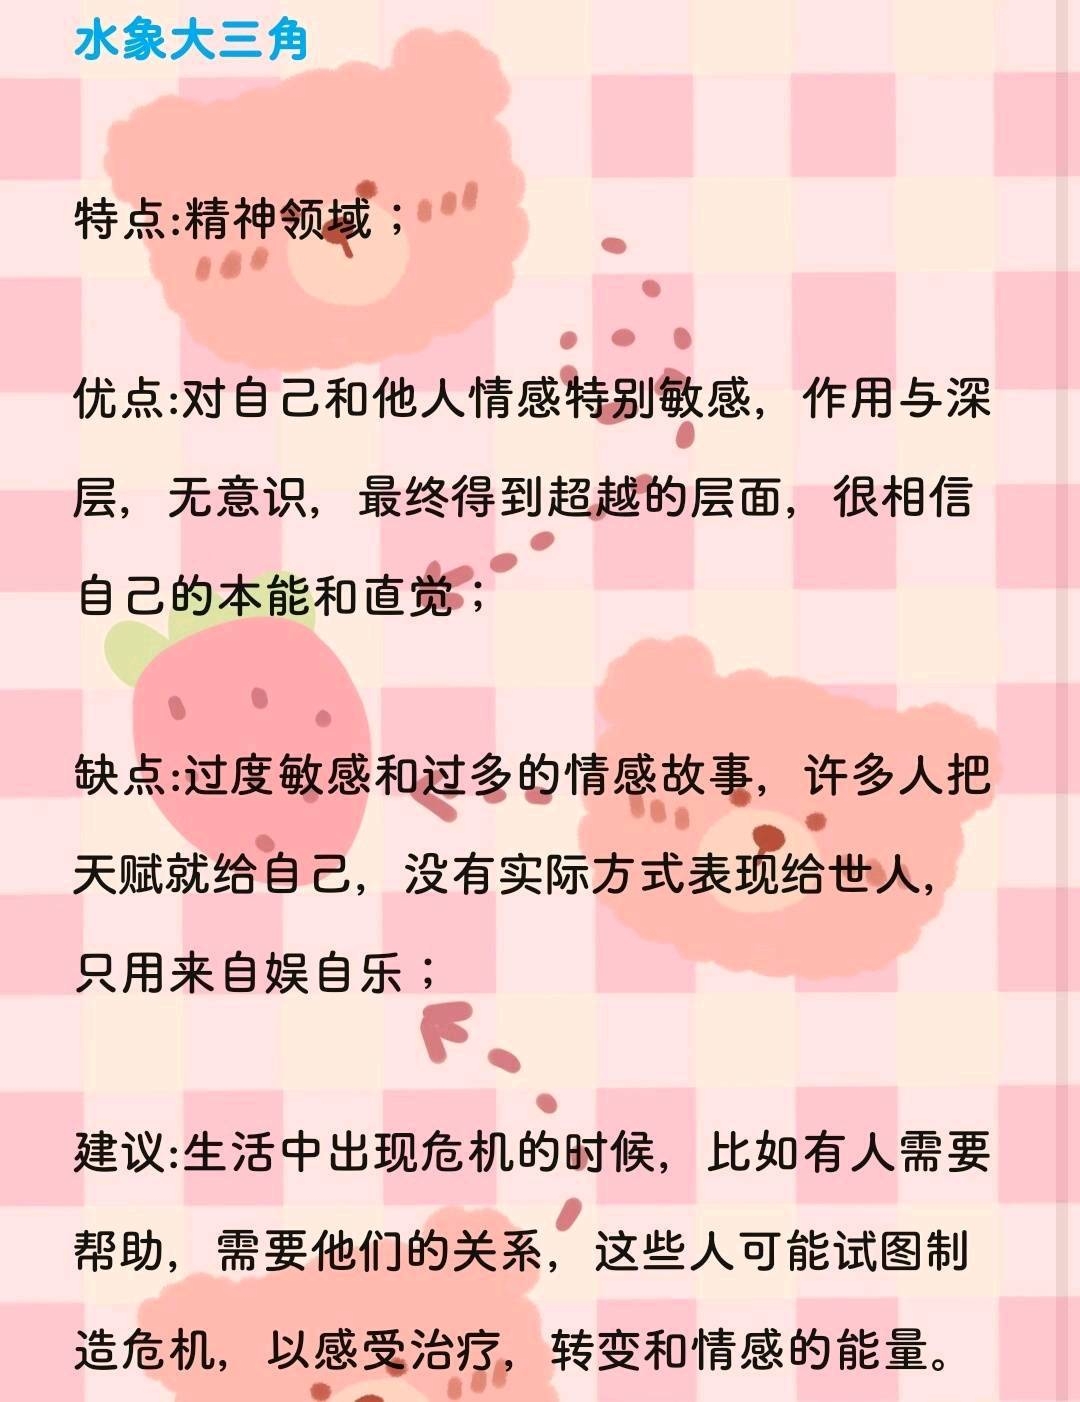 水象大三角
特点:精神领域；
优点:对自己和他人情感特别敏感，作用与深
层，无意识，最终得到超越的层面，很相信
自己的本能和直觉；
缺点:过度敏感和过多的情感故事，许多人把
天赋就给自己，没有实际方式表现给世人，
只用来自娱自乐；
建议:生活中出现危机的时候，比如有人需要
帮助，需要他们的关系，这些人可能试图制
造危机，以感受治疗，转变和情感的能量。